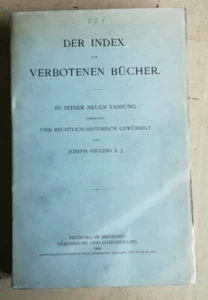 DER INDEX
DER
VERBOTENEN BÜCHER.
IN SEINER NEUEN FASSUNG
UND RECHTLICH-HISTORISCH GEWÜRDIGT
VON
JOSEPH HILGERS S. J.
FREIBURG IM BREISGAU.
HERDERSCHE VERLAGSHANDLUNG.